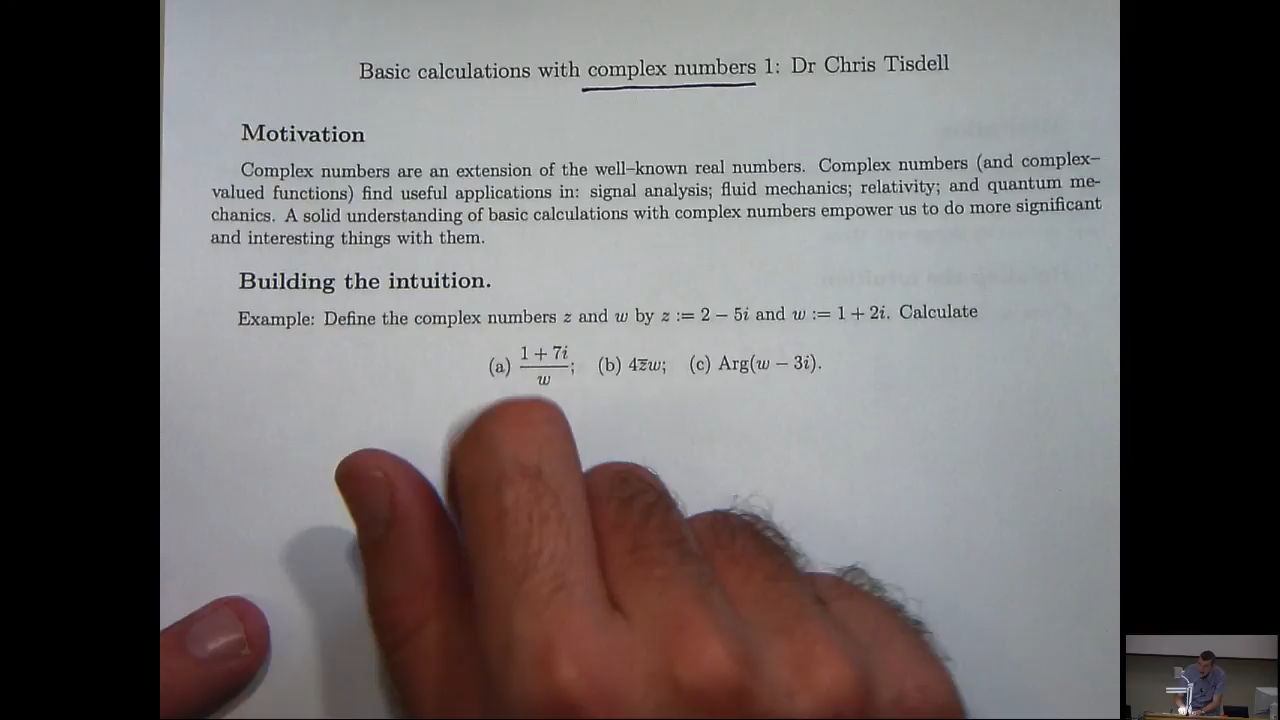 Basic calculations with complex numbers 1: Dr Chris Tisdell
Motivation
Complex numbers are an extension of the well–known real numbers. Complex numbers (and complex–
valued functions) find useful applications in: signal analysis; fluid mechanics; relativity; and quantum me-
chanics. A solid understanding of basic calculations with complex numbers empower us to do more significant
and interesting things with them.
Building the intuition.
Example: Define the complex numbers z and w by z := 2 − 5i and w := 1 + 2i. Calculate
(a) (1 + 7i)/w; (b) 4z̅w; (c) Arg(w − 3i).